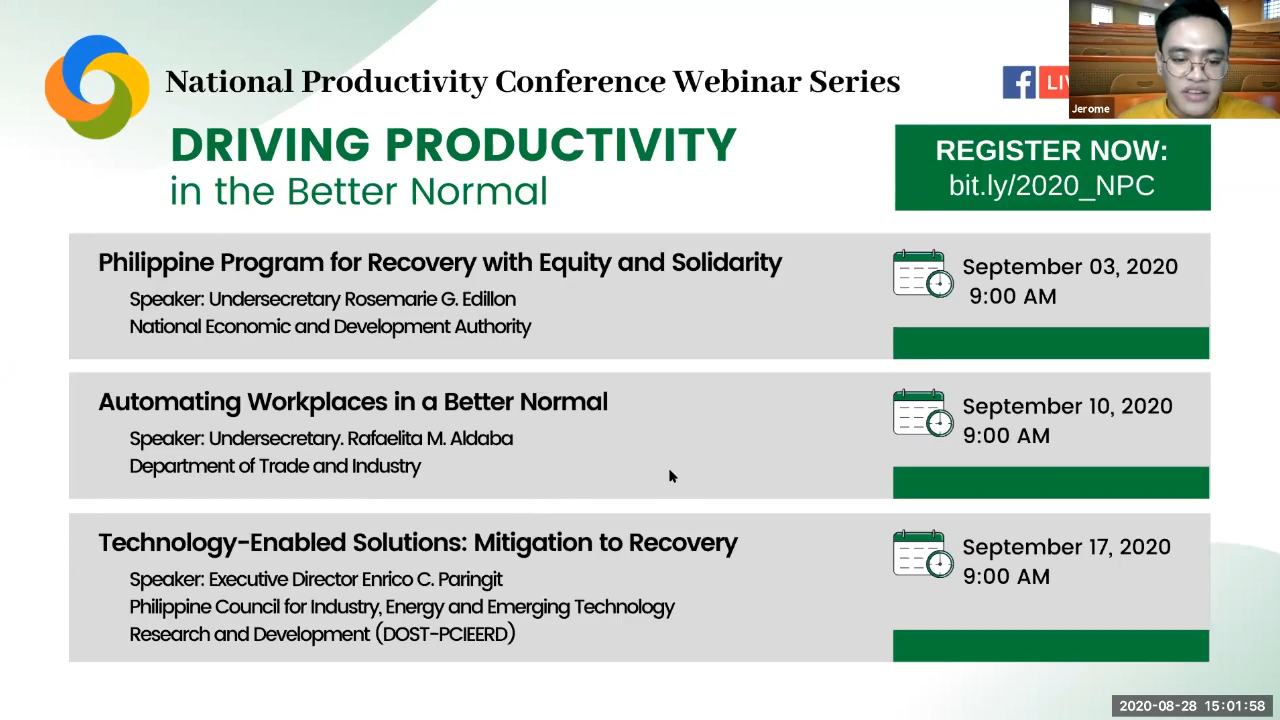 National Productivity Conference Webinar Series
LIV
Jerome
DRIVING PRODUCTIVITY
in the Better Normal
REGISTER NOW:
bit.ly/2020_NPC
Philippine Program for Recovery with Equity and Solidarity
Speaker: Undersecretary Rosemarie G. Edillon
National Economic and Development Authority
September 03, 2020
9:00 AM
Automating Workplaces in a Better Normal
Speaker: Undersecretary. Rafaelita M. Aldaba
Department of Trade and Industry
September 10, 2020
9:00 AM
Technology-Enabled Solutions: Mitigation to Recovery
Speaker: Executive Director Enrico C. Paringit
Philippine Council for Industry, Energy and Emerging Technology
Research and Development (DOST-PCIEERD)
September 17, 2020
9:00 AM
2020-08-28 15:01:58